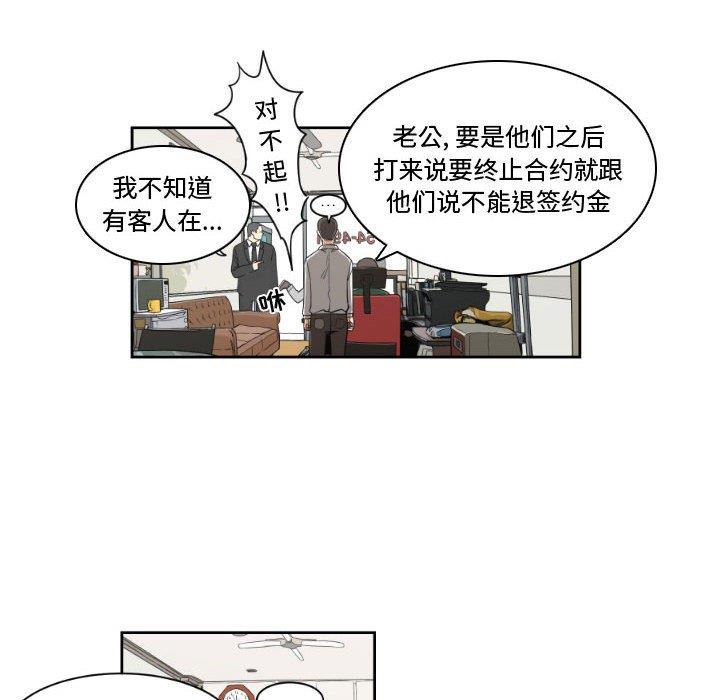 老公, 要是他们之后
打来说要终止合约就跟
他们说不能退签约金
对
不
起
!!
我不知道
有客人在...
...
咻